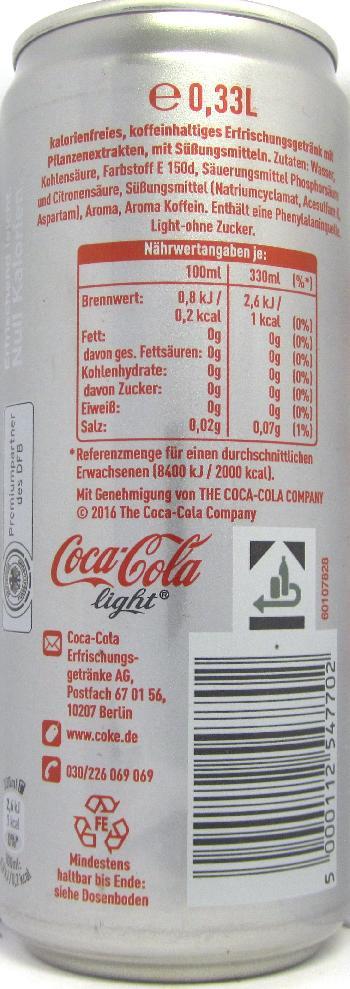 e 0,33L
kalorienfreies, koffeinhaltiges Erfrischungsgetränk mit
Pflanzenextrakten, mit Süßungsmitteln. Zutaten: Wasser,
Kohlensäure, Farbstoff E 150d, Säuerungsmittel Phosphorsäure
und Citronensäure, Süßungsmittel (Natriumcyclamat, Acesulfam K,
Aspartam), Aroma, Aroma Koffein. Enthält eine Phenylalaninquelle.
Light-ohne Zucker.
Nährwertangaben je:
100ml 330ml (%*)
Brennwert: 0,8 kJ / 2,6 kJ /
0,2 kcal 1 kcal (0%)
Fett: 0g 0g (0%)
davon ges. Fettsäuren: 0g 0g (0%)
Kohlenhydrate: 0g 0g (0%)
davon Zucker: 0g 0g (0%)
Eiweiß: 0g 0g (0%)
Salz: 0,02g 0,07g (1%)
*Referenzmenge für einen durchschnittlichen
Erwachsenen (8400 kJ / 2000 kcal).
Mit Genehmigung von THE COCA-COLA COMPANY
© 2016 The Coca-Cola Company
Coca-Cola
light®
Coca-Cola
Erfrischungs-
getränke AG,
Postfach 67 01 56,
10207 Berlin
www.coke.de
030/226 069 069
FE
Mindestens
haltbar bis Ende:
siehe Dosenboden
60107828
5 000112 547702
Null Kalorien
Premiumpartner
des DFB
2,6 kJ
1 kcal